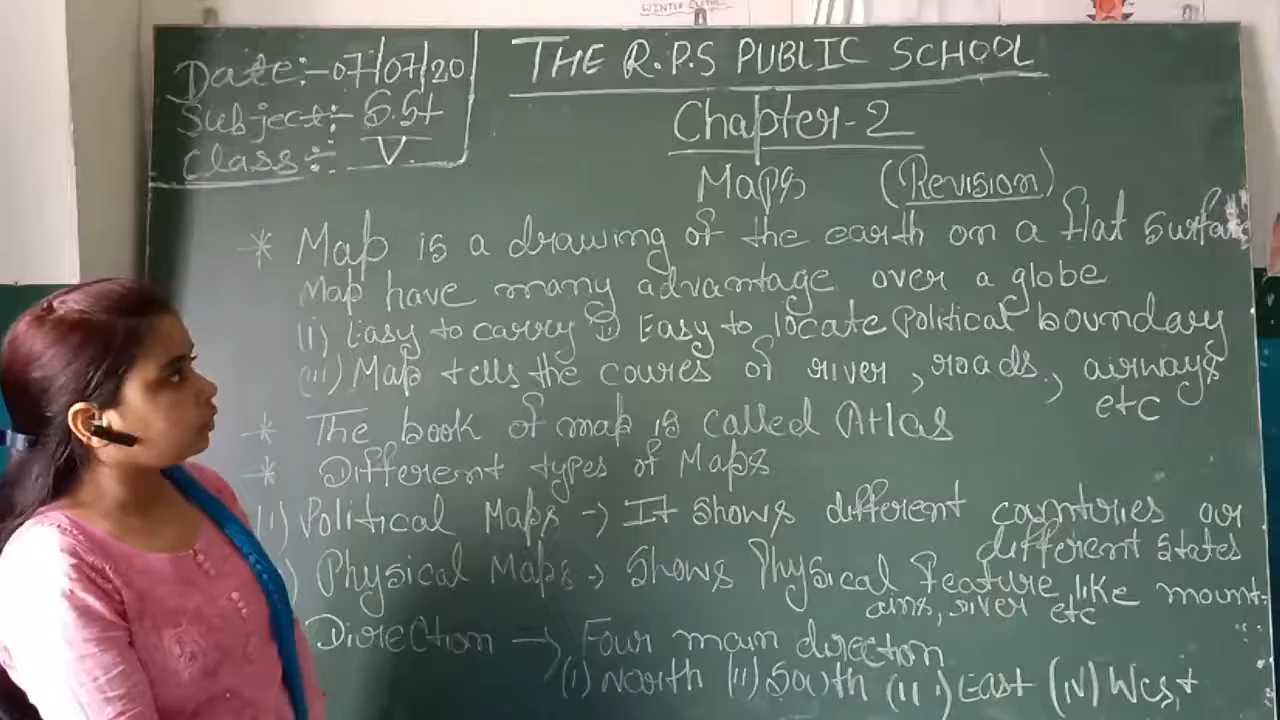 WINTER CLOTHES
Date:-07/07/20
Subject:- S.St
Class:- V.
THE R.P.S PUBLIC SCHOOL
Chapter-2
Maps (Revision)
* Map is a drawing of the earth on a flat surface
Map have many advantage over a globe
(i) Easy to carry ii) Easy to locate Political boundary
(iii) Map tells the coures of river, roads, airways
etc
* The book of map is called Atlas
* Different types of Maps
(i) Political Maps → It shows different countories or
different states
) Physical Maps → shows Physical Feature like mount-
ains, river etc
Direction → Four main direction
(i) North (ii) South (iii) East (iv) West